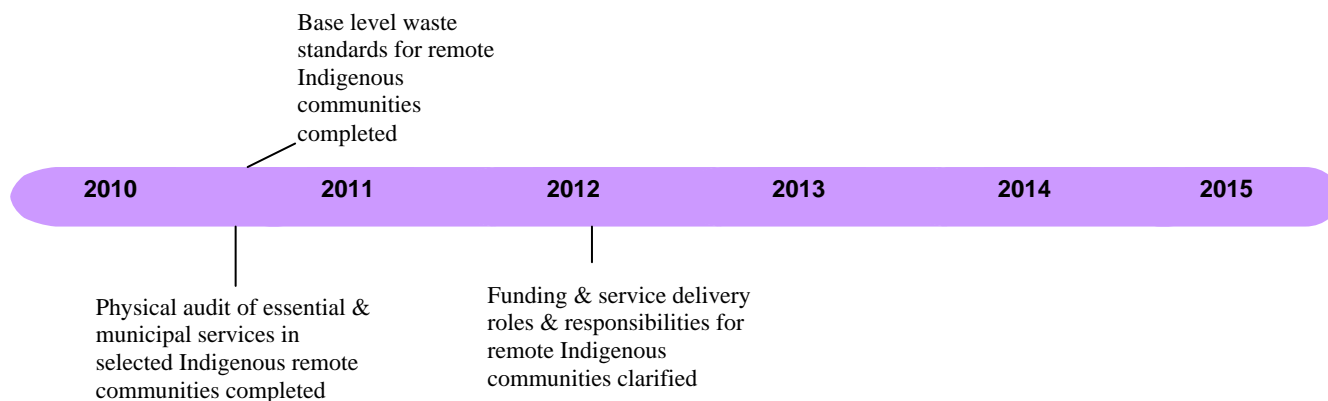 Base level waste
standards for remote
Indigenous
communities
completed
2010 2011 2012 2013 2014 2015
Physical audit of essential &
municipal services in
selected Indigenous remote
communities completed
Funding & service delivery
roles & responsibilities for
remote Indigenous
communities clarified